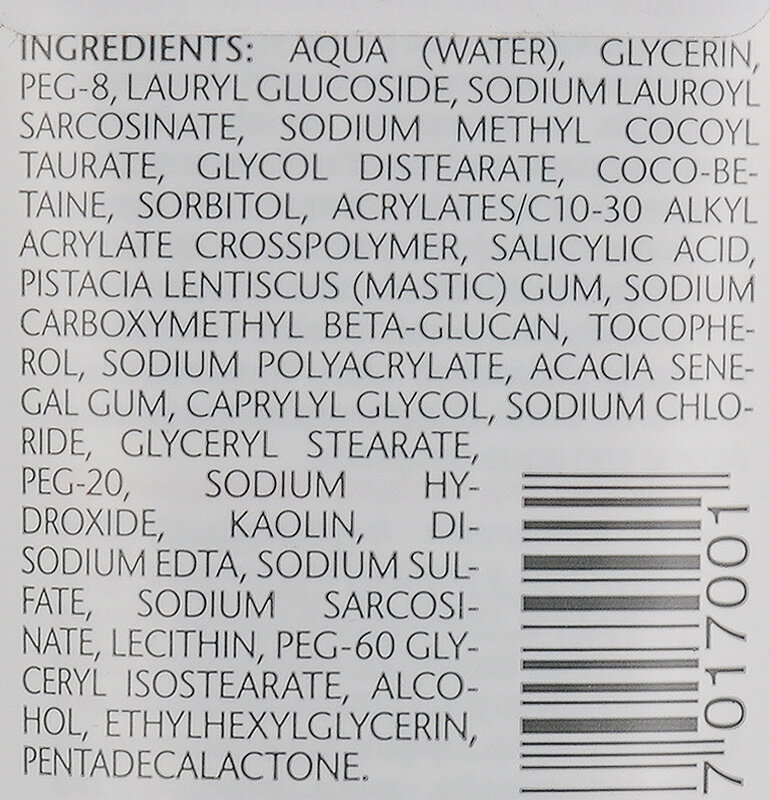 INGREDIENTS: AQUA (WATER), GLYCERIN,
PEG-8, LAURYL GLUCOSIDE, SODIUM LAUROYL
SARCOSINATE, SODIUM METHYL COCOYL
TAURATE, GLYCOL DISTEARATE, COCO-BE-
TAINE, SORBITOL, ACRYLATES/C10-30 ALKYL
ACRYLATE CROSSPOLYMER, SALICYLIC ACID,
PISTACIA LENTISCUS (MASTIC) GUM, SODIUM
CARBOXYMETHYL BETA-GLUCAN, TOCOPHE-
ROL, SODIUM POLYACRYLATE, ACACIA SENE-
GAL GUM, CAPRYLYL GLYCOL, SODIUM CHLO-
RIDE, GLYCERYL STEARATE,
PEG-20, SODIUM HY-
DROXIDE, KAOLIN, DI-
SODIUM EDTA, SODIUM SUL-
FATE, SODIUM SARCOSI-
NATE, LECITHIN, PEG-60 GLY-
CERYL ISOSTEARATE, ALCO-
HOL, ETHYLHEXYLGLYCERIN,
PENTADECALACTONE.
7 017001